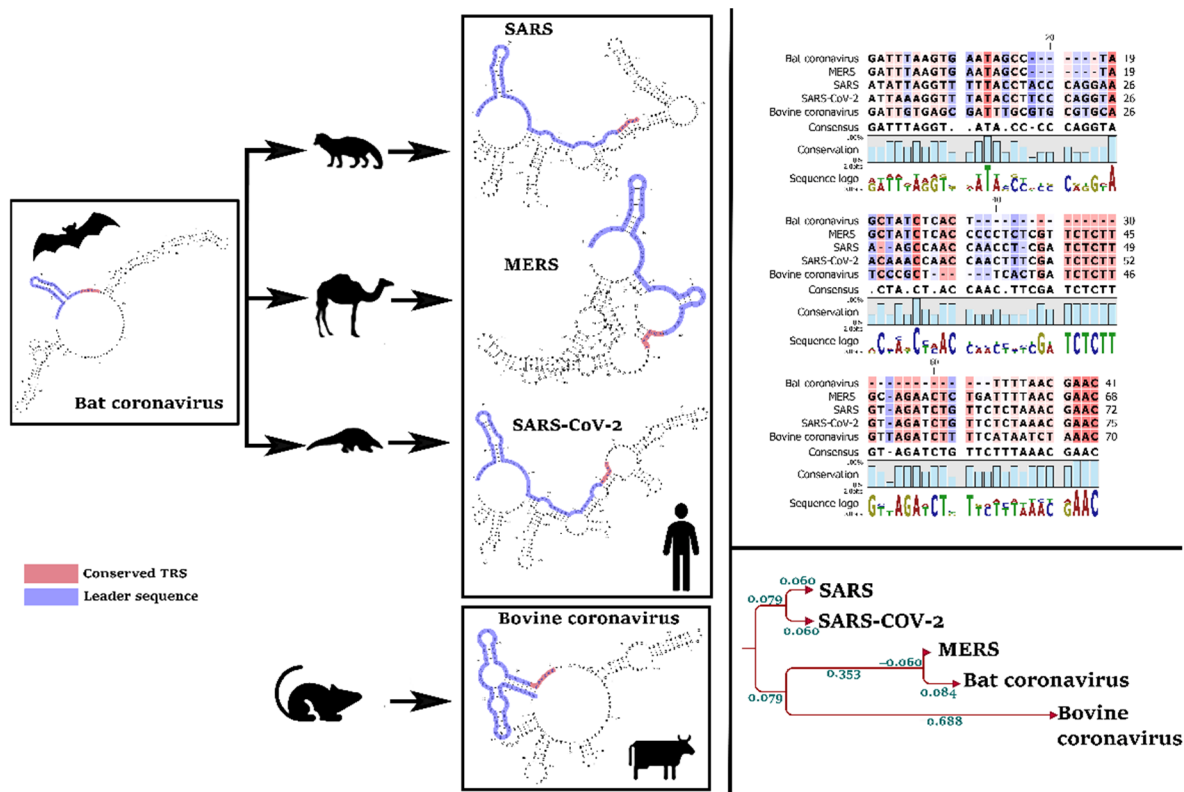 SARS
MERS
Bat coronavirus
SARS-CoV-2
Conserved TRS
Leader sequence
Bovine coronavirus
20
Bat coronavirus GATTTAAGTG AATAGCC--- -----TA 19
MERS GATTTAAGTG AATAGCC--- -----TA 19
SARS ATATTAGGTT TTTACCTACC CAGGAA 26
SARS-CoV-2 ATTAAAGGTT TATACCTTCC CAGGTA 26
Bovine coronavirus GATTGTGAGC GATTTGCGTG CGTGCA 26
Consensus GATTTAGGT. .ATA.CC-CC CAGGTA
Conservation
Sequence logo
40
Bat coronavirus GCTATCTCAC T--------- 30
MERS GCTATCTCAC CCCCTCTCGT TCTCTT 45
SARS A--AGCCAAC CAACCT-CGA TCTCTT 49
SARS-CoV-2 ACAAACCAAC CAACTTTCGA TCTCTT 52
Bovine coronavirus TCCCGCT--- --TCACTGA TCTCTT 46
Consensus .CTA.CT.AC CAAC.TTCGA TCTCTT
Conservation
Sequence logo
60
Bat coronavirus ---------- ---TTTTAAC GAAC 41
MERS GC-AGAACTC TGATTTTAAC GAAC 68
SARS GT-AGATCTG TTCTCTAAAC GAAC 72
SARS-CoV-2 GT-AGATCTG TTCTCTAAAC GAAC 75
Bovine coronavirus GTTAGATCTT TTCATAATCT AAAC 70
Consensus GT-AGATCTG TTCTTTAAAC GAAC
Conservation
Sequence logo
0.060
SARS
0.079
SARS-COV-2
0.060
MERS
-0.060
0.353
Bat coronavirus
0.084
0.079
Bovine
0.688
coronavirus